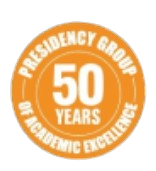 PRESIDENCY GROUP
50
YEARS
OF ACADEMIC EXCELLENCE